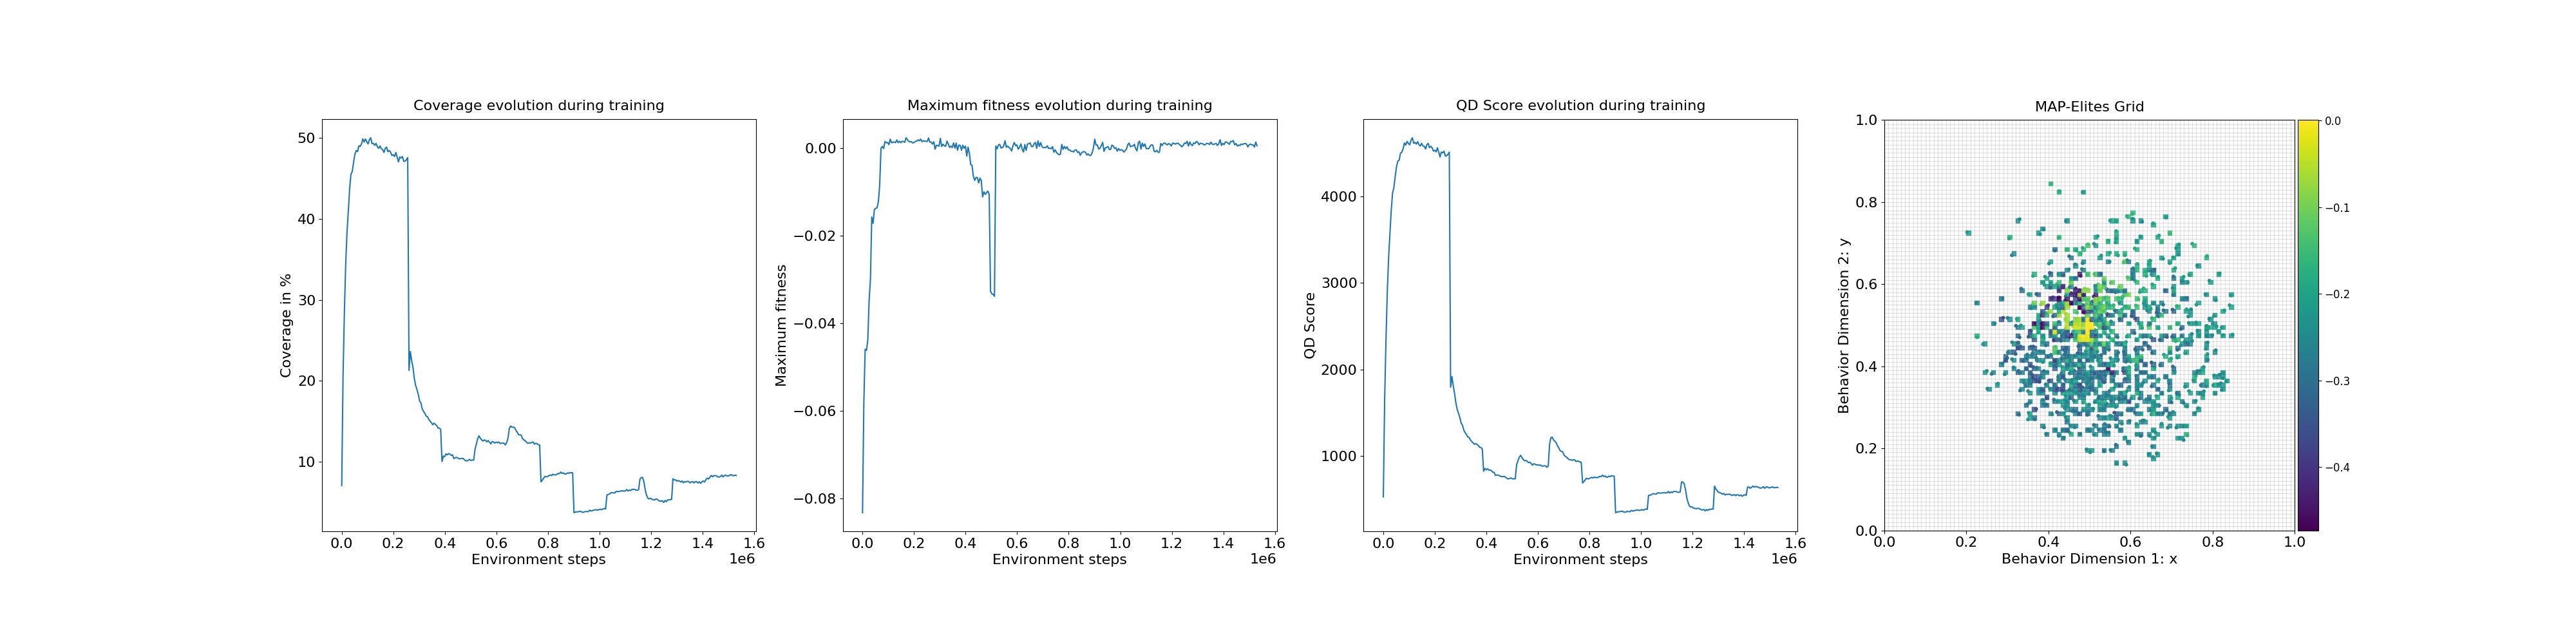 Coverage evolution during training
50
40
30
20
10
Coverage in %
0.0 0.2 0.4 0.6 0.8 1.0 1.2 1.4 1.6
1e6
Environment steps
Maximum fitness evolution during training
0.00
−0.02
−0.04
−0.06
−0.08
Maximum fitness
0.0 0.2 0.4 0.6 0.8 1.0 1.2 1.4 1.6
1e6
Environment steps
QD Score evolution during training
4000
3000
2000
1000
QD Score
0.0 0.2 0.4 0.6 0.8 1.0 1.2 1.4 1.6
1e6
Environment steps
MAP-Elites Grid
1.0
0.8
0.6
0.4
0.2
0.0
Behavior Dimension 2: y
0.0 0.2 0.4 0.6 0.8 1.0
Behavior Dimension 1: x
0.0
−0.1
−0.2
−0.3
−0.4